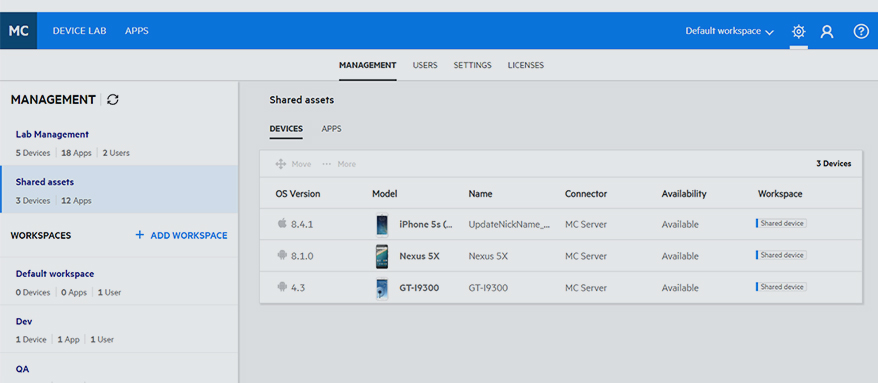 MC DEVICE LAB APPS Default workspace
MANAGEMENT USERS SETTINGS LICENSES
MANAGEMENT
Lab Management
5 Devices 18 Apps 2 Users
Shared assets
3 Devices 12 Apps
WORKSPACES + ADD WORKSPACE
Default workspace
0 Devices 0 Apps 1 User
Dev
1 Device 1 App 1 User
QA
Shared assets
DEVICES APPS
Move ... More 3 Devices
OS Version Model Name Connector Availability Workspace
8.4.1 iPhone 5s (... UpdateNickName_... MC Server Available Shared device
8.1.0 Nexus 5X Nexus 5X MC Server Available Shared device
4.3 GT-I9300 GT-I9300 MC Server Available Shared device